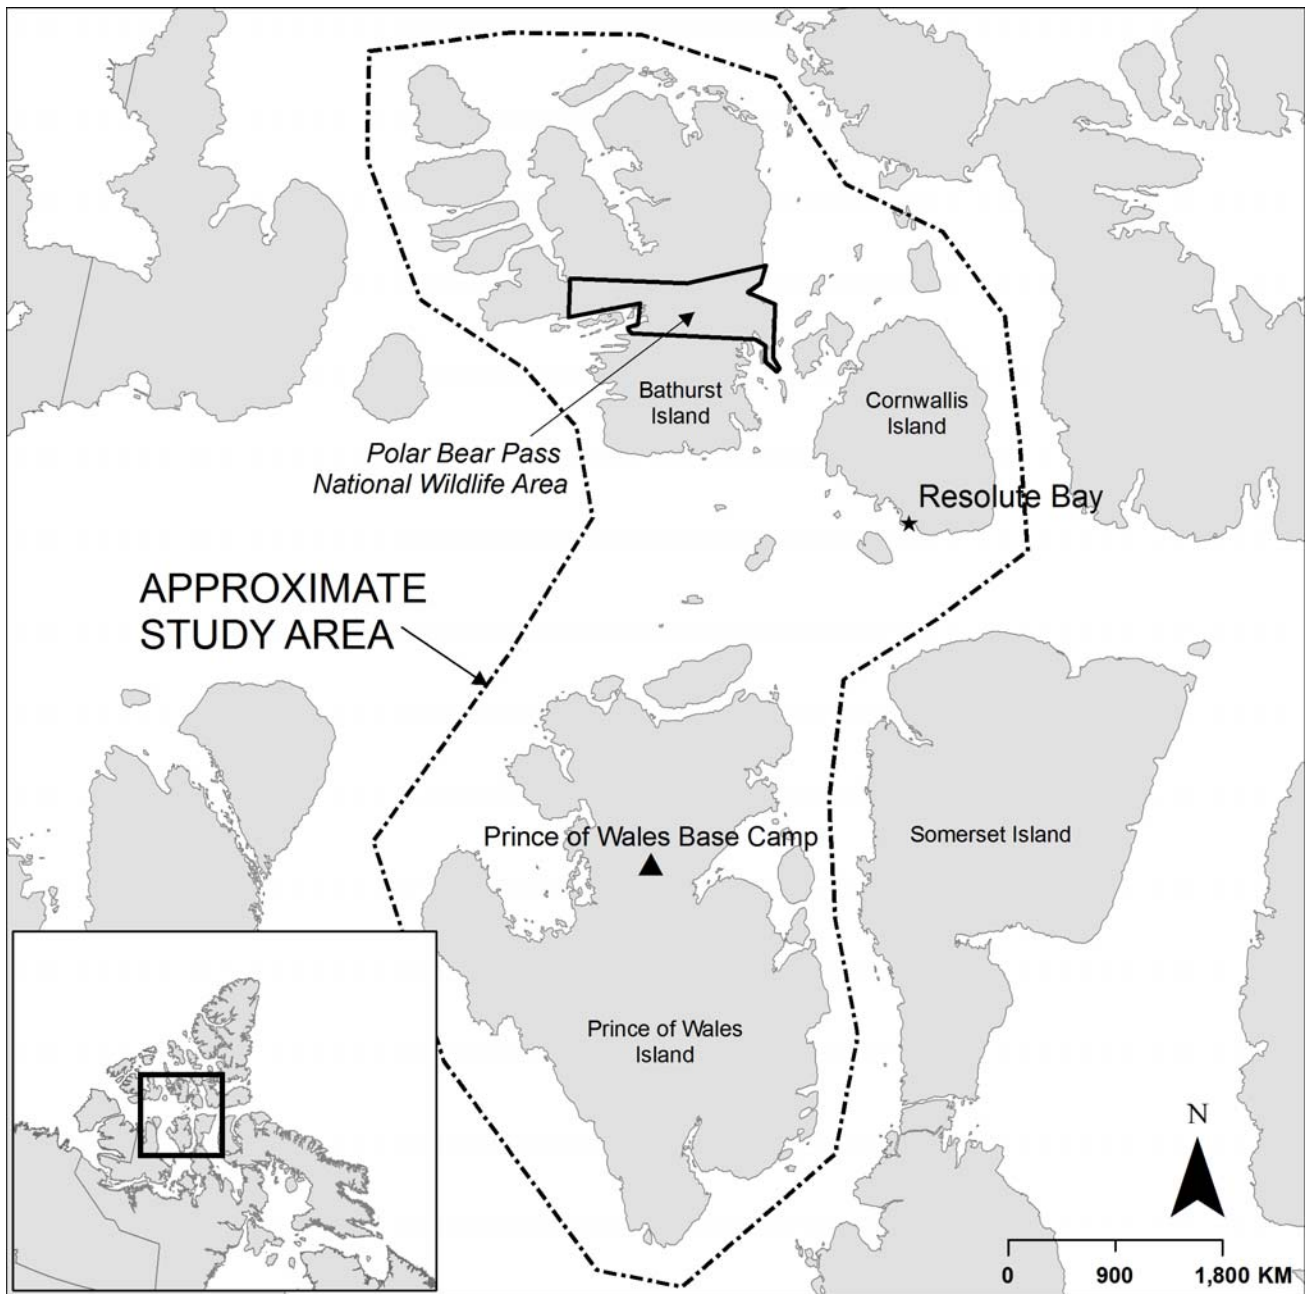 Bathurst
Island
Cornwallis
Island
Polar Bear Pass
National Wildlife Area
Resolute Bay
APPROXIMATE
STUDY AREA
Prince of Wales Base Camp
Somerset Island
Prince of Wales
Island
N
0 900 1,800 KM